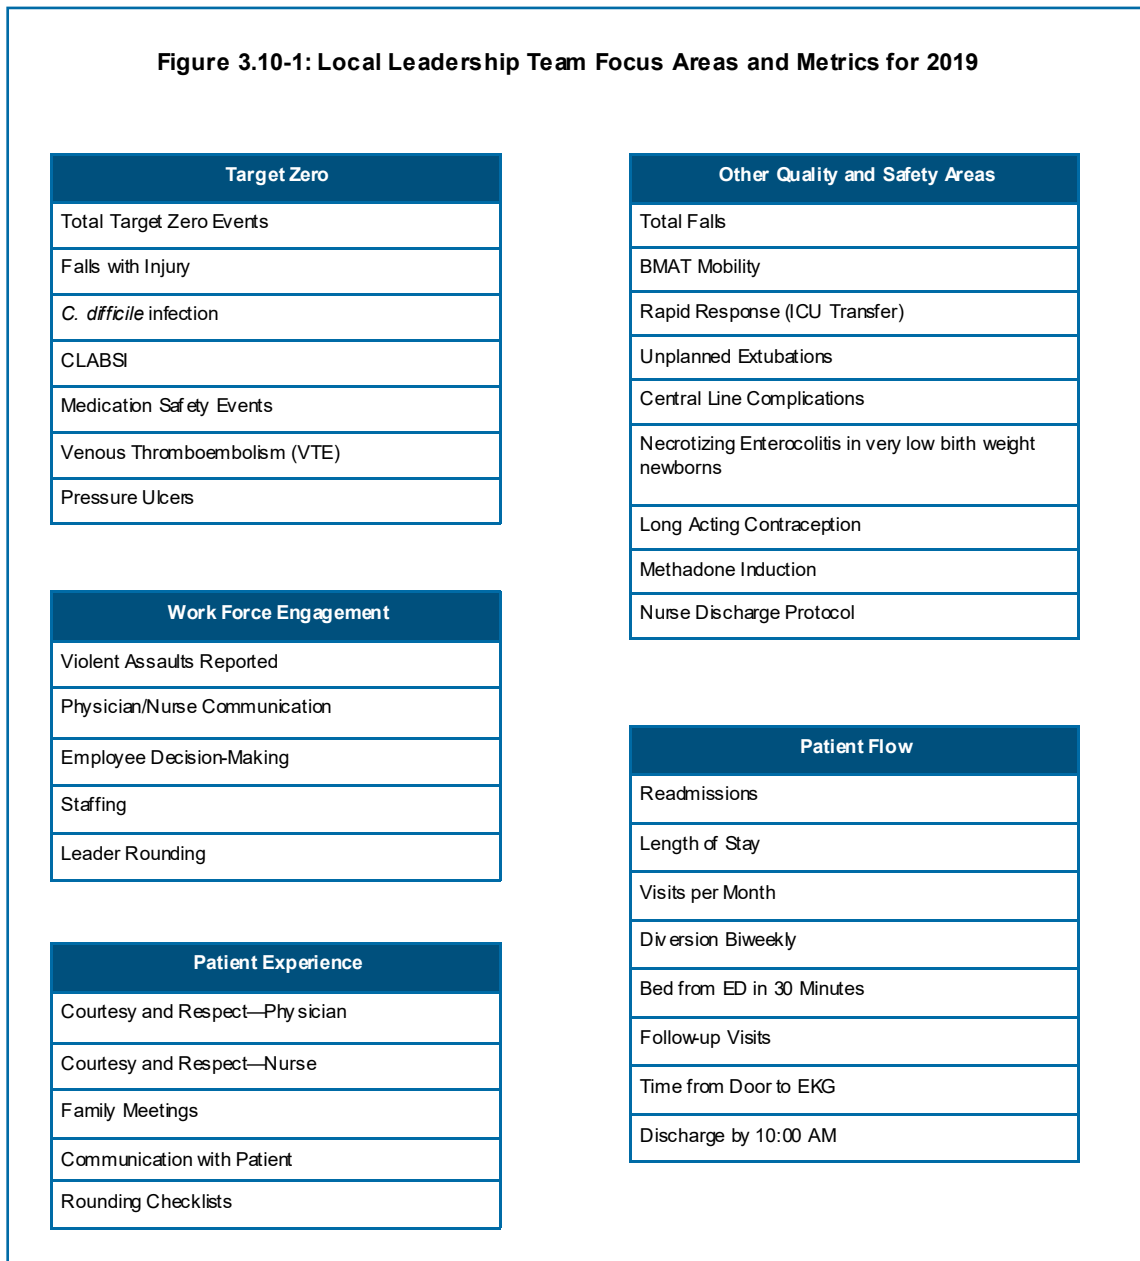 Figure 3.10-1: Local Leadership Team Focus Areas and Metrics for 2019
Target Zero
Total Target Zero Events
Falls with Injury
C. difficile infection
CLABSI
Medication Safety Events
Venous Thromboembolism (VTE)
Pressure Ulcers
Work Force Engagement
Violent Assaults Reported
Physician/Nurse Communication
Employee Decision-Making
Staffing
Leader Rounding
Patient Experience
Courtesy and Respect—Physician
Courtesy and Respect—Nurse
Family Meetings
Communication with Patient
Rounding Checklists
Other Quality and Safety Areas
Total Falls
BMAT Mobility
Rapid Response (ICU Transfer)
Unplanned Extubations
Central Line Complications
Necrotizing Enterocolitis in very low birth weight
newborns
Long Acting Contraception
Methadone Induction
Nurse Discharge Protocol
Patient Flow
Readmissions
Length of Stay
Visits per Month
Diversion Biweekly
Bed from ED in 30 Minutes
Follow-up Visits
Time from Door to EKG
Discharge by 10:00 AM